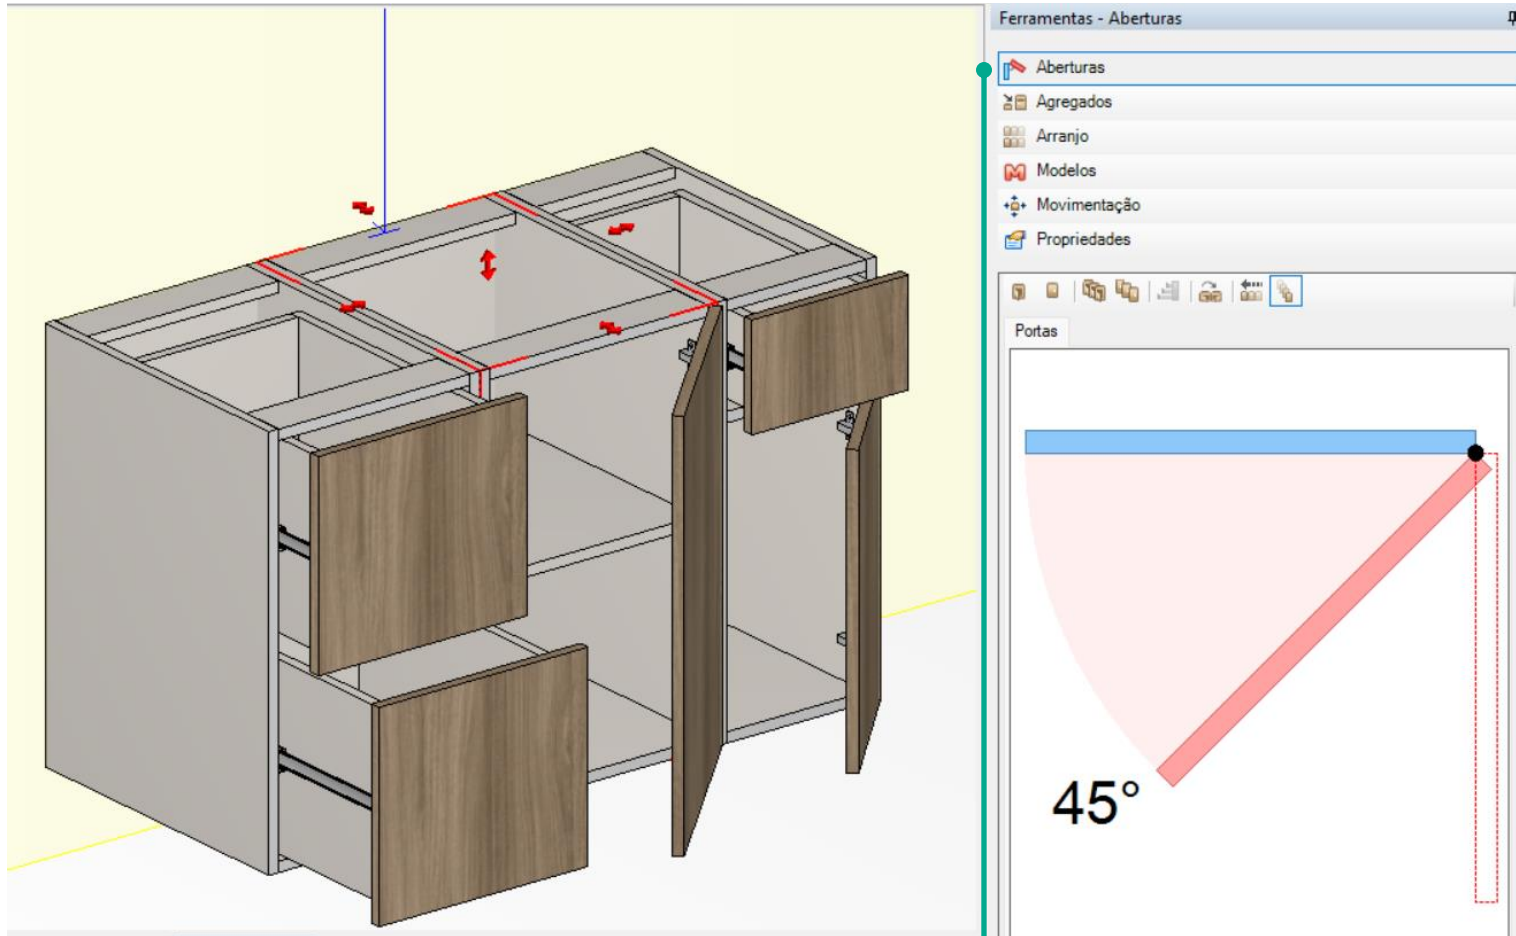 Ferramentas - Aberturas
Aberturas
Agregados
Arranjo
Modelos
Movimentação
Propriedades
Portas
45°